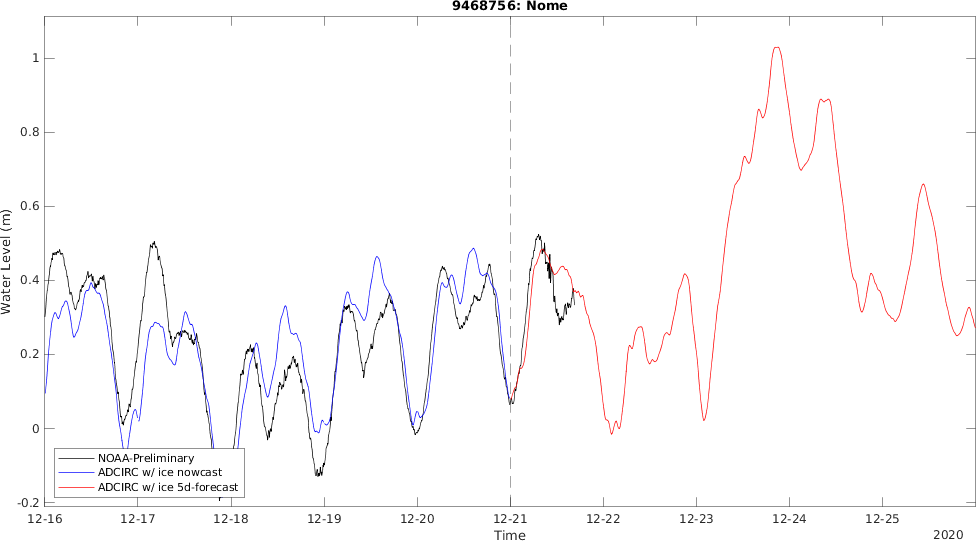 9468756: Nome
Water Level (m)
1
0.8
0.6
0.4
0.2
0
-0.2
NOAA-Preliminary
ADCIRC w/ ice nowcast
ADCIRC w/ ice 5d-forecast
12-16 12-17 12-18 12-19 12-20 12-21 12-22 12-23 12-24 12-25
Time
2020